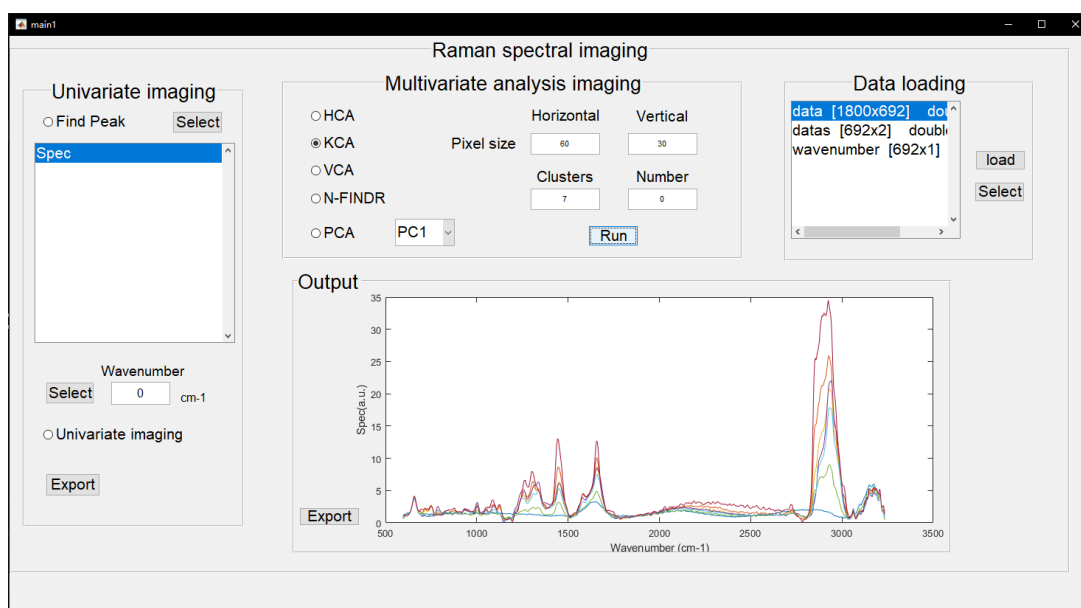 main1
Raman spectral imaging
Univariate imaging
Find Peak
Select
Spec
Wavenumber
Select
0
cm-1
Univariate imaging
Export
Multivariate analysis imaging
HCA
Horizontal
Vertical
KCA
Pixel size
60
30
VCA
Clusters
Number
N-FINDR
7
0
PCA
PC1
Run
Data loading
data [1800x692] dou
datas [692x2] double
wavenumber [692x1]
load
Select
Output
35
30
25
20
15
10
5
0
Spec(a.u.)
500
1000
1500
2000
2500
3000
3500
Wavenumber (cm-1)
Export